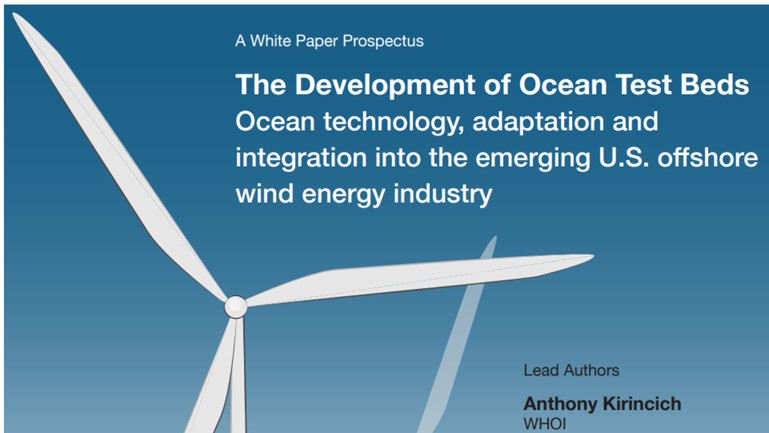 A White Paper Prospectus
The Development of Ocean Test Beds
Ocean technology, adaptation and
integration into the emerging U.S. offshore
wind energy industry
Lead Authors
Anthony Kirincich
WHOI